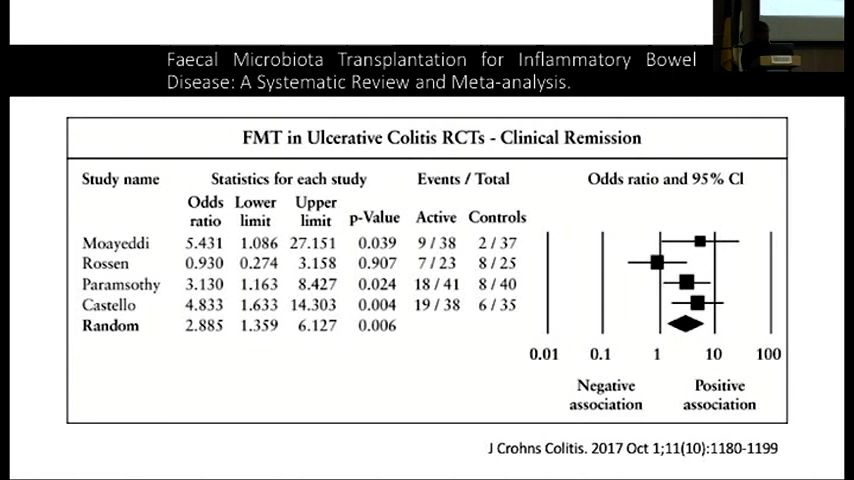 Faecal Microbiota Transplantation for Inflammatory Bowel
Disease: A Systematic Review and Meta-analysis.
FMT in Ulcerative Colitis RCTs - Clinical Remission
Study name Statistics for each study Events / Total Odds ratio and 95% CI
Odds Lower Upper
ratio limit limit p-Value Active Controls
Moayeddi 5.431 1.086 27.151 0.039 9 / 38 2 / 37
Rossen 0.930 0.274 3.158 0.907 7 / 23 8 / 25
Paramsothy 3.130 1.163 8.427 0.024 18 / 41 8 / 40
Castello 4.833 1.633 14.303 0.004 19 / 38 6 / 35
Random 2.885 1.359 6.127 0.006
0.01 0.1 1 10 100
Negative Positive
association association
J Crohns Colitis. 2017 Oct 1;11(10):1180-1199